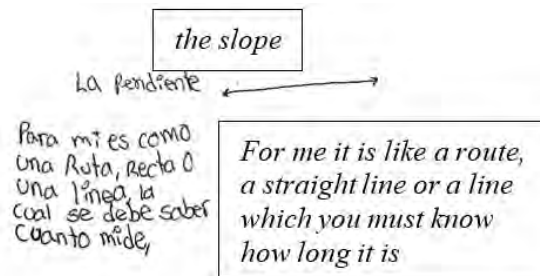 the slope
La Pendiente
Para mi es como
una Ruta, Recta O
una línea, la
cual se debe saber
cuanto mide,
For me it is like a route,
a straight line or a line
which you must know
how long it is